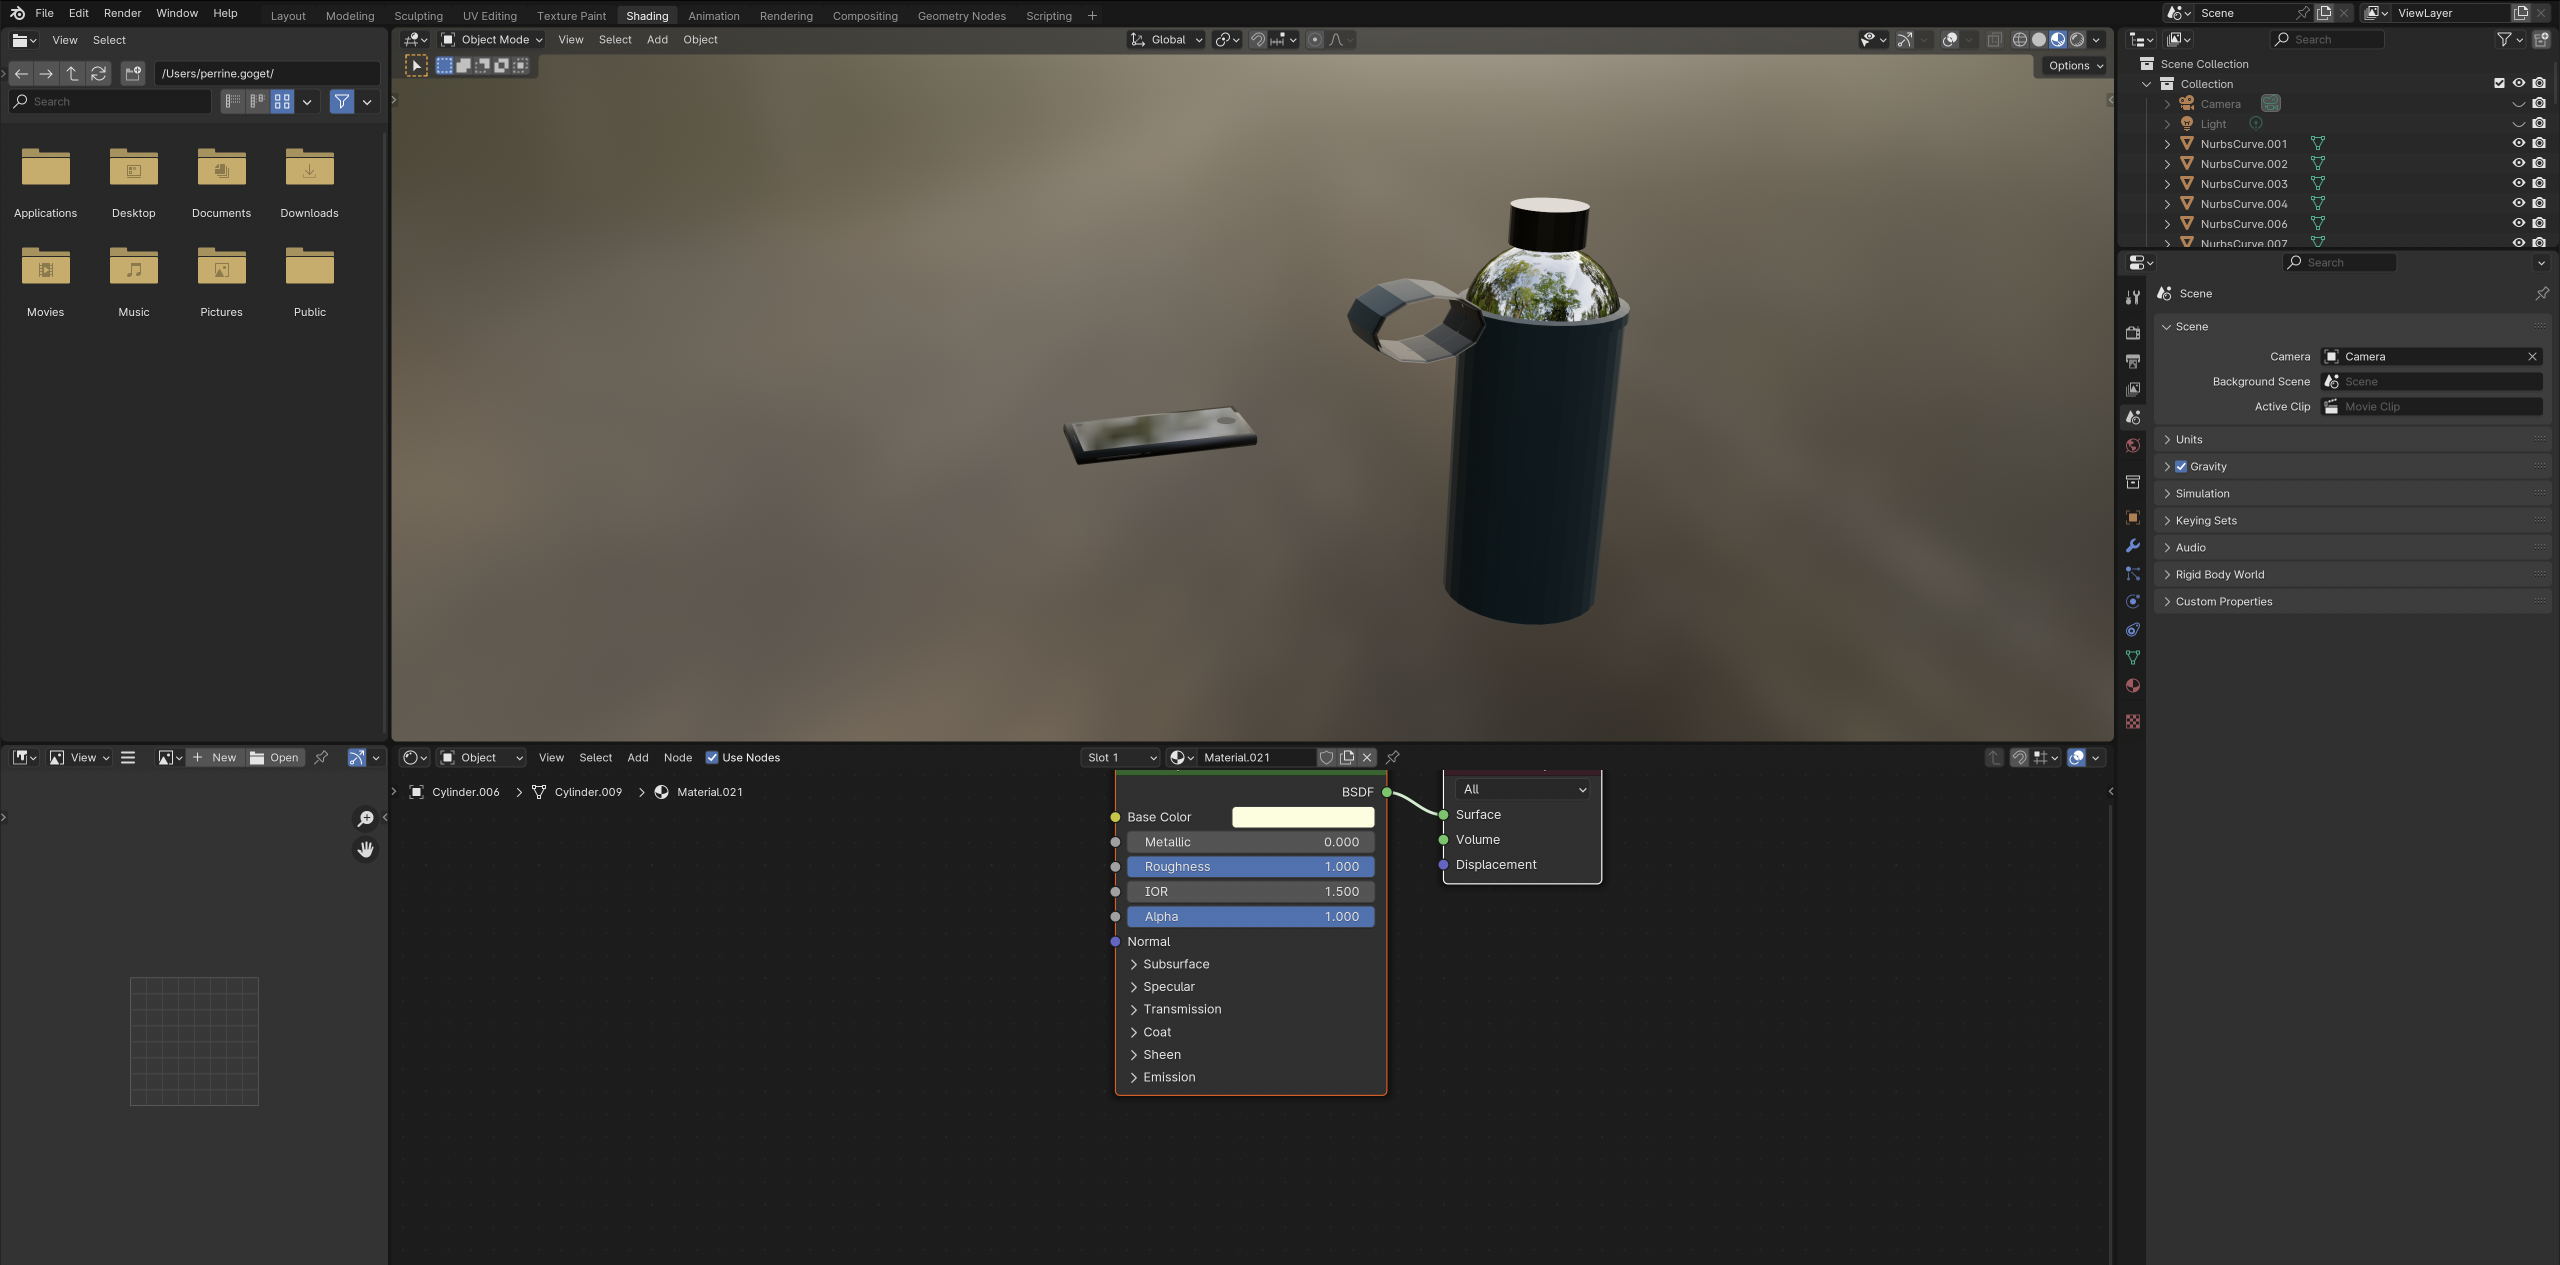 File Edit Render Window Help Layout Modeling Sculpting UV Editing Texture Paint Shading Animation Rendering Compositing Geometry Nodes Scripting +
Scene
ViewLayer
View Select
/Users/perrine.goget/
Search
Applications Desktop Documents Downloads
Movies Music Pictures Public
Object Mode View Select Add Object
Global
Options
Search
Scene Collection
Collection
Camera
Light
NurbsCurve.001
NurbsCurve.002
NurbsCurve.003
NurbsCurve.004
NurbsCurve.006
NurbsCurve.007
Search
Scene
Scene
Camera Camera
Background Scene Scene
Active Clip Movie Clip
Units
Gravity
Simulation
Keying Sets
Audio
Rigid Body World
Custom Properties
View + New Open
Object View Select Add Node Use Nodes
Slot 1 Material.021
Cylinder.006 > Cylinder.009 > Material.021
BSDF
Base Color
Metallic 0.000
Roughness 1.000
IOR 1.500
Alpha 1.000
Normal
Subsurface
Specular
Transmission
Coat
Sheen
Emission
All
Surface
Volume
Displacement